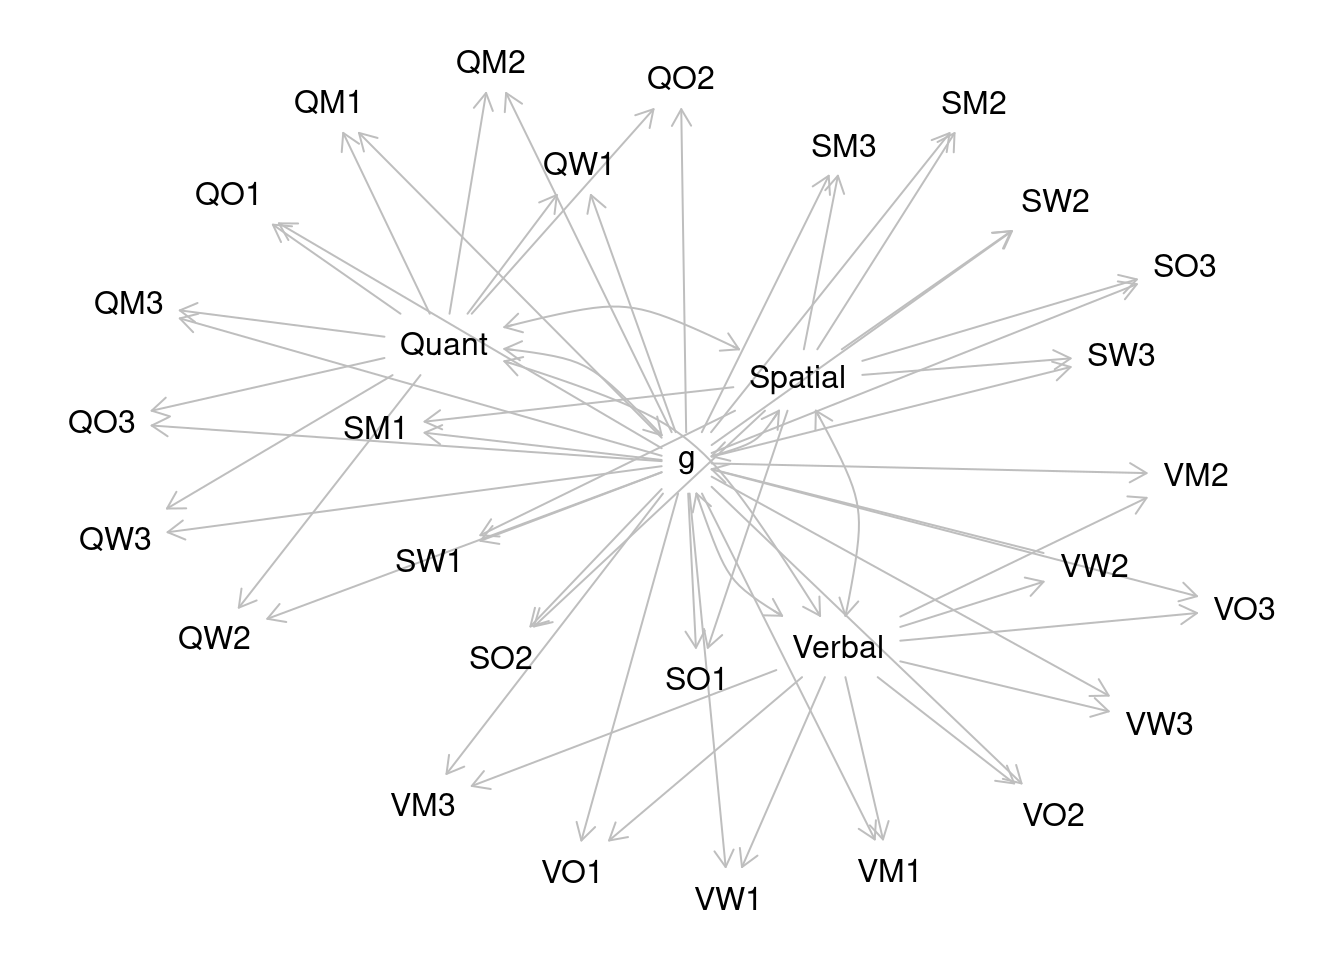 QM2
QO2
QM1
SM2
SM3
QW1
QO1
SW2
SO3
QM3
Quant
SW3
Spatial
QO3
SM1
g
VM2
QW3
SW1
VW2
VO3
QW2
Verbal
SO2
SO1
VW3
VM3
VO2
VO1
VM1
VW1